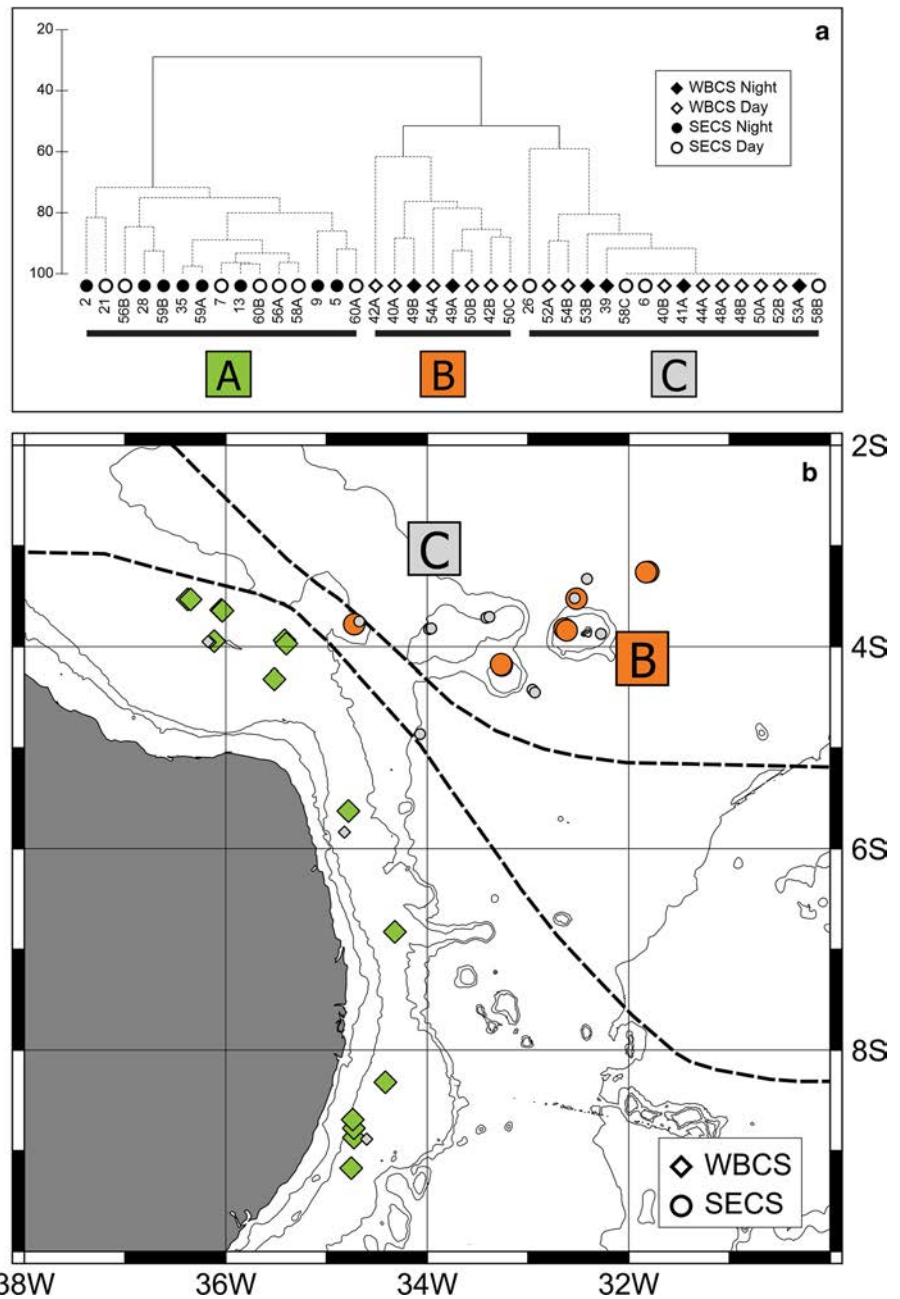 a
20
40
60
80
100
WBCS Night
WBCS Day
SECS Night
SECS Day
2 21 56B 28 59B 35 59A 7 13 60B 56A 58A 9 5 60A 42A 40A 49B 54A 49A 50B 42B 50C 26 52A 54B 53B 39 58C 6 40B 41A 44A 48A 48B 50A 52B 53A 58B
A B C
b
2S
C
4S
B
6S
8S
WBCS
SECS
38W 36W 34W 32W